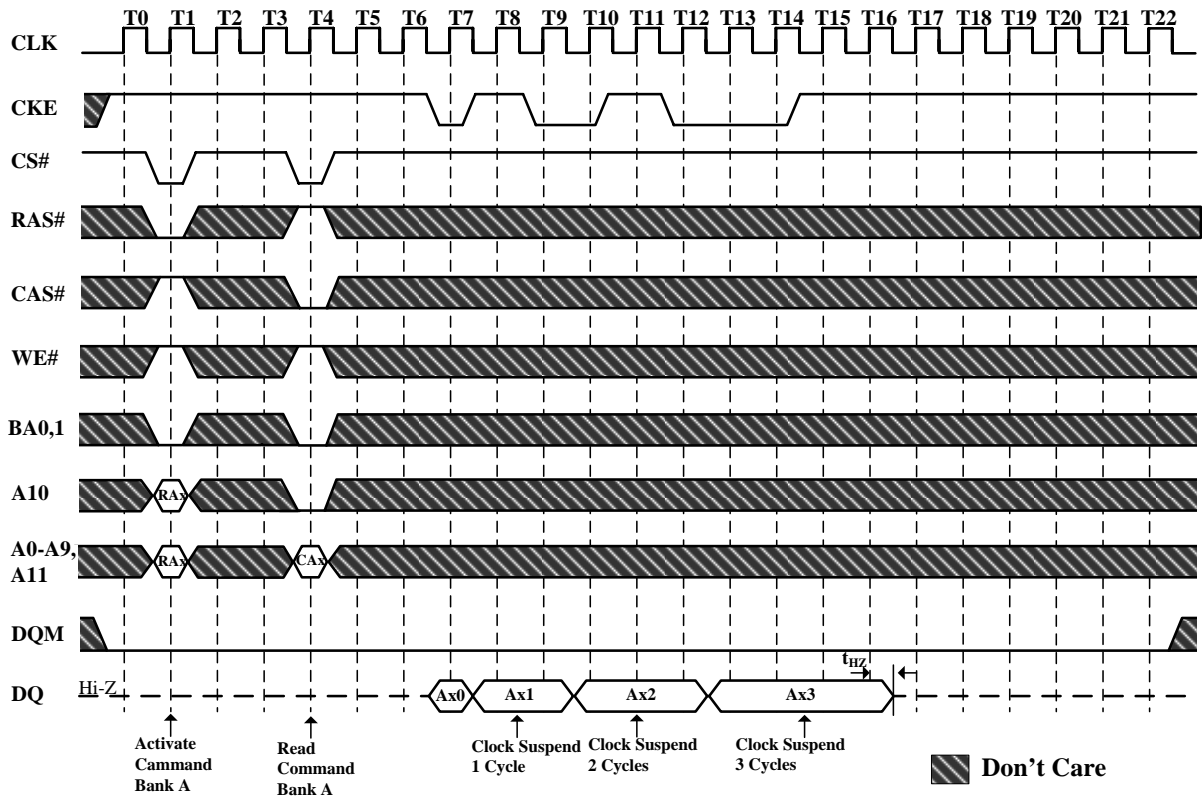 T0 T1 T2 T3 T4 T5 T6 T7 T8 T9 T10 T11 T12 T13 T14 T15 T16 T17 T18 T19 T20 T21 T22
CLK
CKE
CS#
RAS#
CAS#
WE#
BA0,1
A10
RAx
A0-A9,
A11
RAx
CAx
DQM
tHZ
DQ
Hi-Z
Ax0
Ax1
Ax2
Ax3
Activate
Cammand
Bank A
Read
Command
Bank A
Clock Suspend
1 Cycle
Clock Suspend
2 Cycles
Clock Suspend
3 Cycles
Don't Care